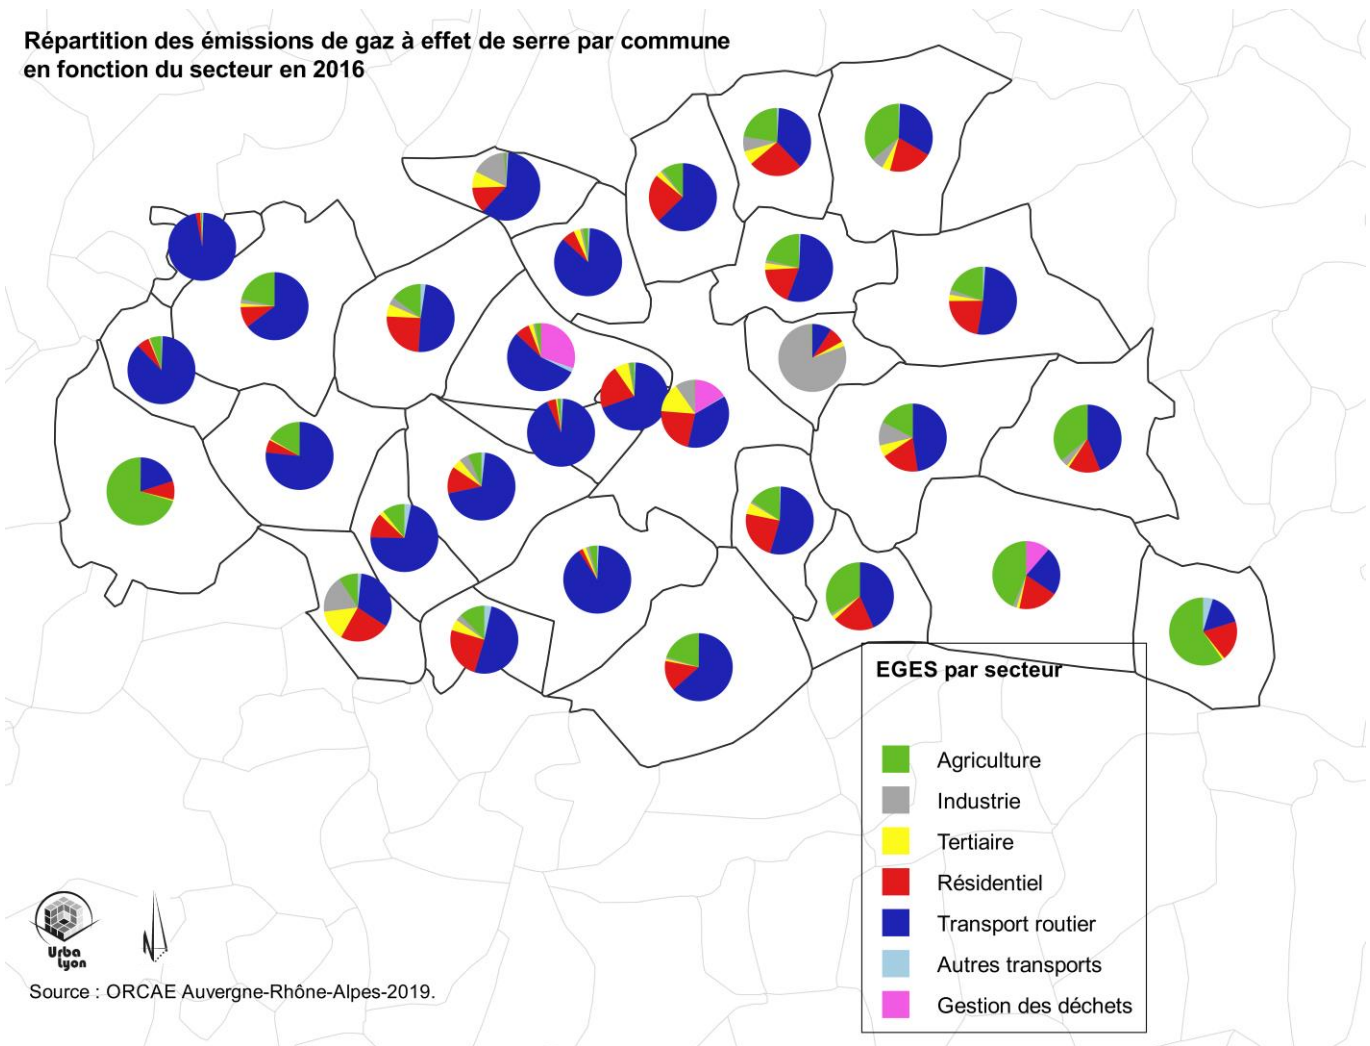 Répartition des émissions de gaz à effet de serre par commune
en fonction du secteur en 2016
EGES par secteur
Agriculture
Industrie
Tertiaire
Résidentiel
Transport routier
Autres transports
Gestion des déchets
Urba
Lyon
N
Source : ORCAE Auvergne-Rhône-Alpes-2019.